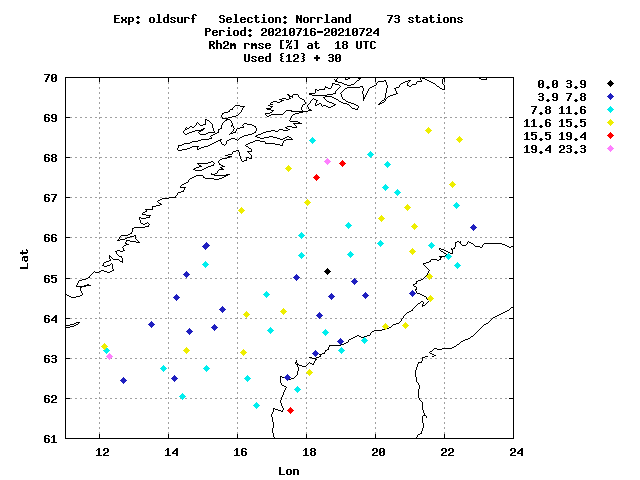 Exp: oldsurf   Selection: Norrland     73 stations
Period: 20210716-20210724
Rh2m rmse [%] at  18 UTC
Used {12} + 30
0.0 3.9
3.9 7.8
7.8 11.6
11.6 15.5
15.5 19.4
19.4 23.3
70
69
68
67
66
65
64
63
62
61
Lat
12 14 16 18 20 22 24
Lon